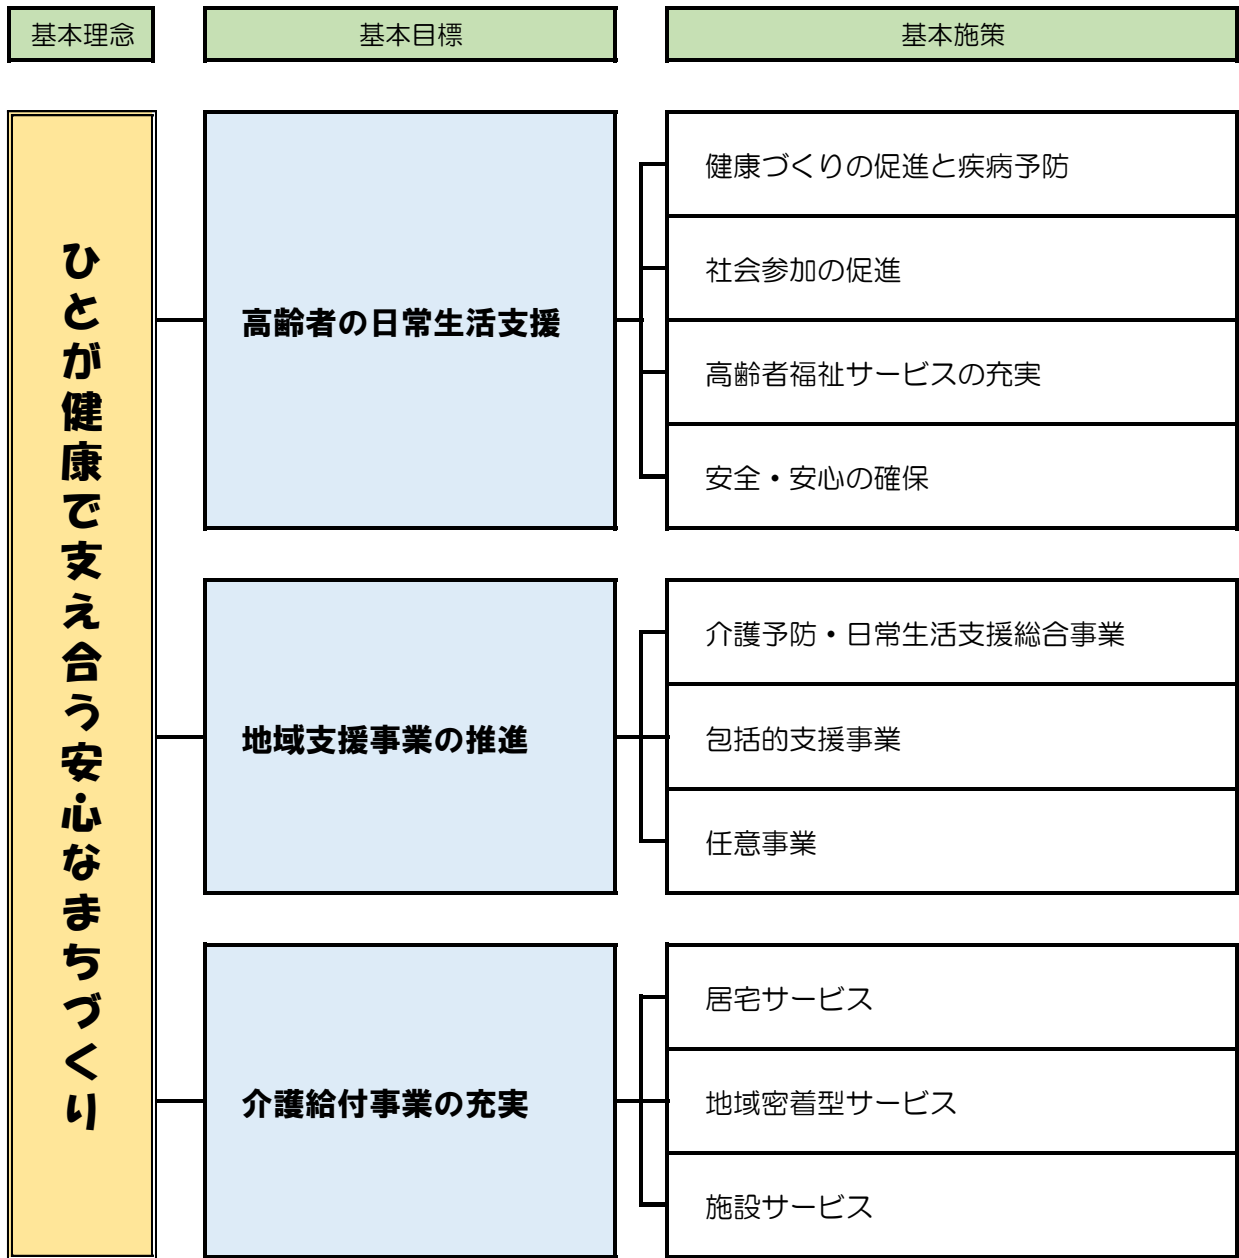 基本理念
基本目標
基本施策
ひとが健康で支え合う安心なまちづくり
高齢者の日常生活支援
健康づくりの促進と疾病予防
社会参加の促進
高齢者福祉サービスの充実
安全・安心の確保
地域支援事業の推進
介護予防・日常生活支援総合事業
包括的支援事業
任意事業
介護給付事業の充実
居宅サービス
地域密着型サービス
施設サービス